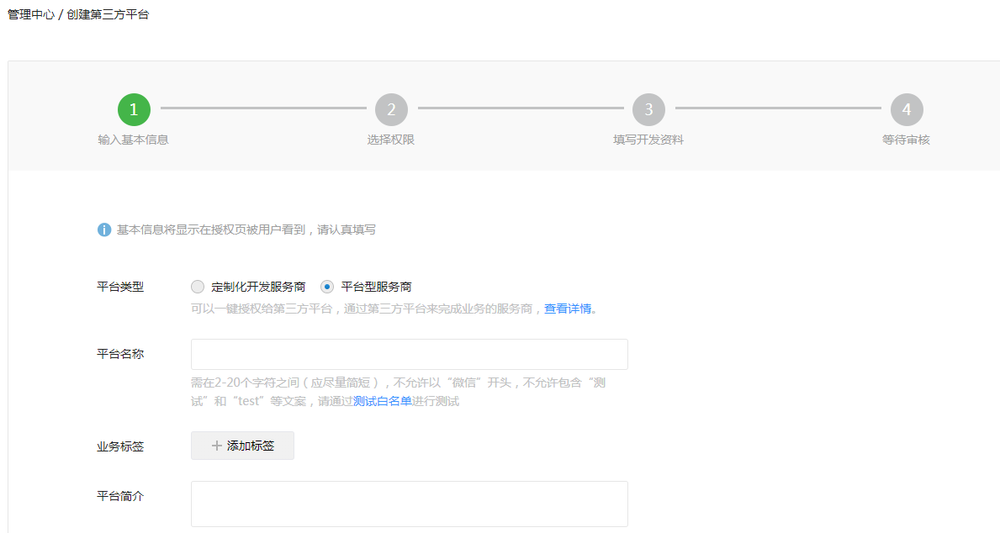 管理中心 / 创建第三方平台
1
2
3
4
输入基本信息
选择权限
填写开发资料
等待审核
基本信息将显示在授权页被用户看到，请认真填写
平台类型
定制化开发服务商
平台型服务商
可以一键授权给第三方平台，通过第三方平台来完成业务的服务商，查看详情。
平台名称
需在2-20个字符之间（应尽量简短），不允许以“微信”开头，不允许包含“测
试”和“test”等文案，请通过测试白名单进行测试
业务标签
添加标签
平台简介